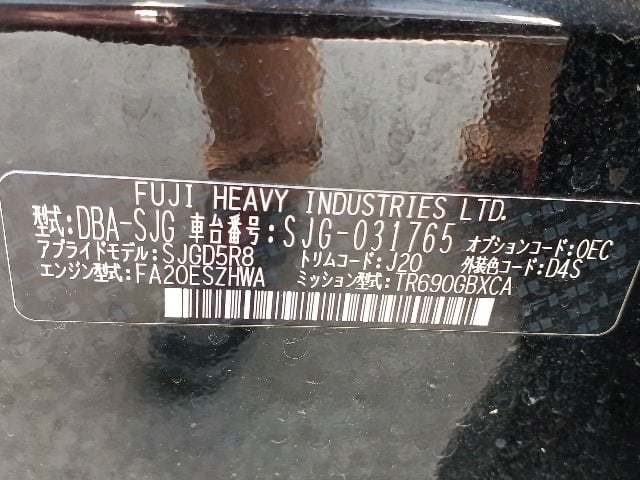 FUJI HEAVY INDUSTRIES LTD.
型式:DBA-SJG 車台番号:SJG-031765 オプションコード:OEC
アプライドモデル:SJGD5R8 トリムコード:J20 外装色コード:D4S
エンジン型式:FA20ESZHWA ミッション型式:TR690GBXCA